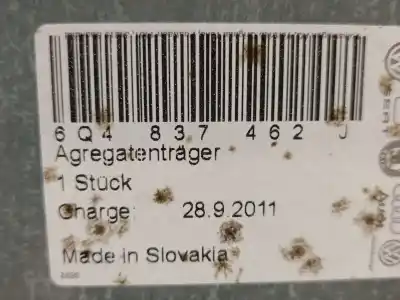 6Q4 837 462 J
Agregatenträger
1 Stück
Charge: 28.9.2011
Made in Slovakia